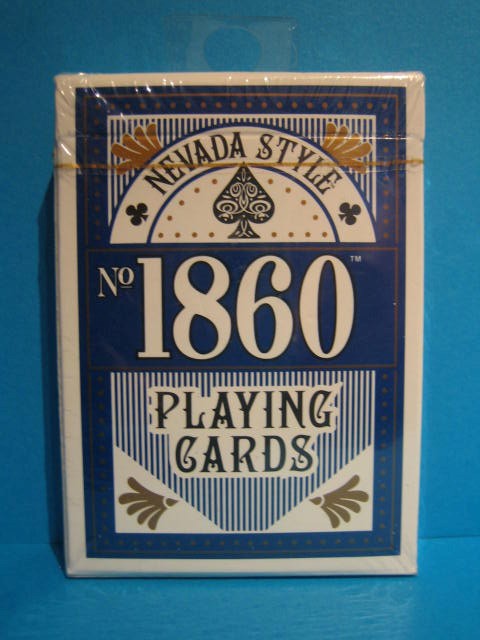 NEVADA STYLE
Nº 1860™
PLAYING
CARDS